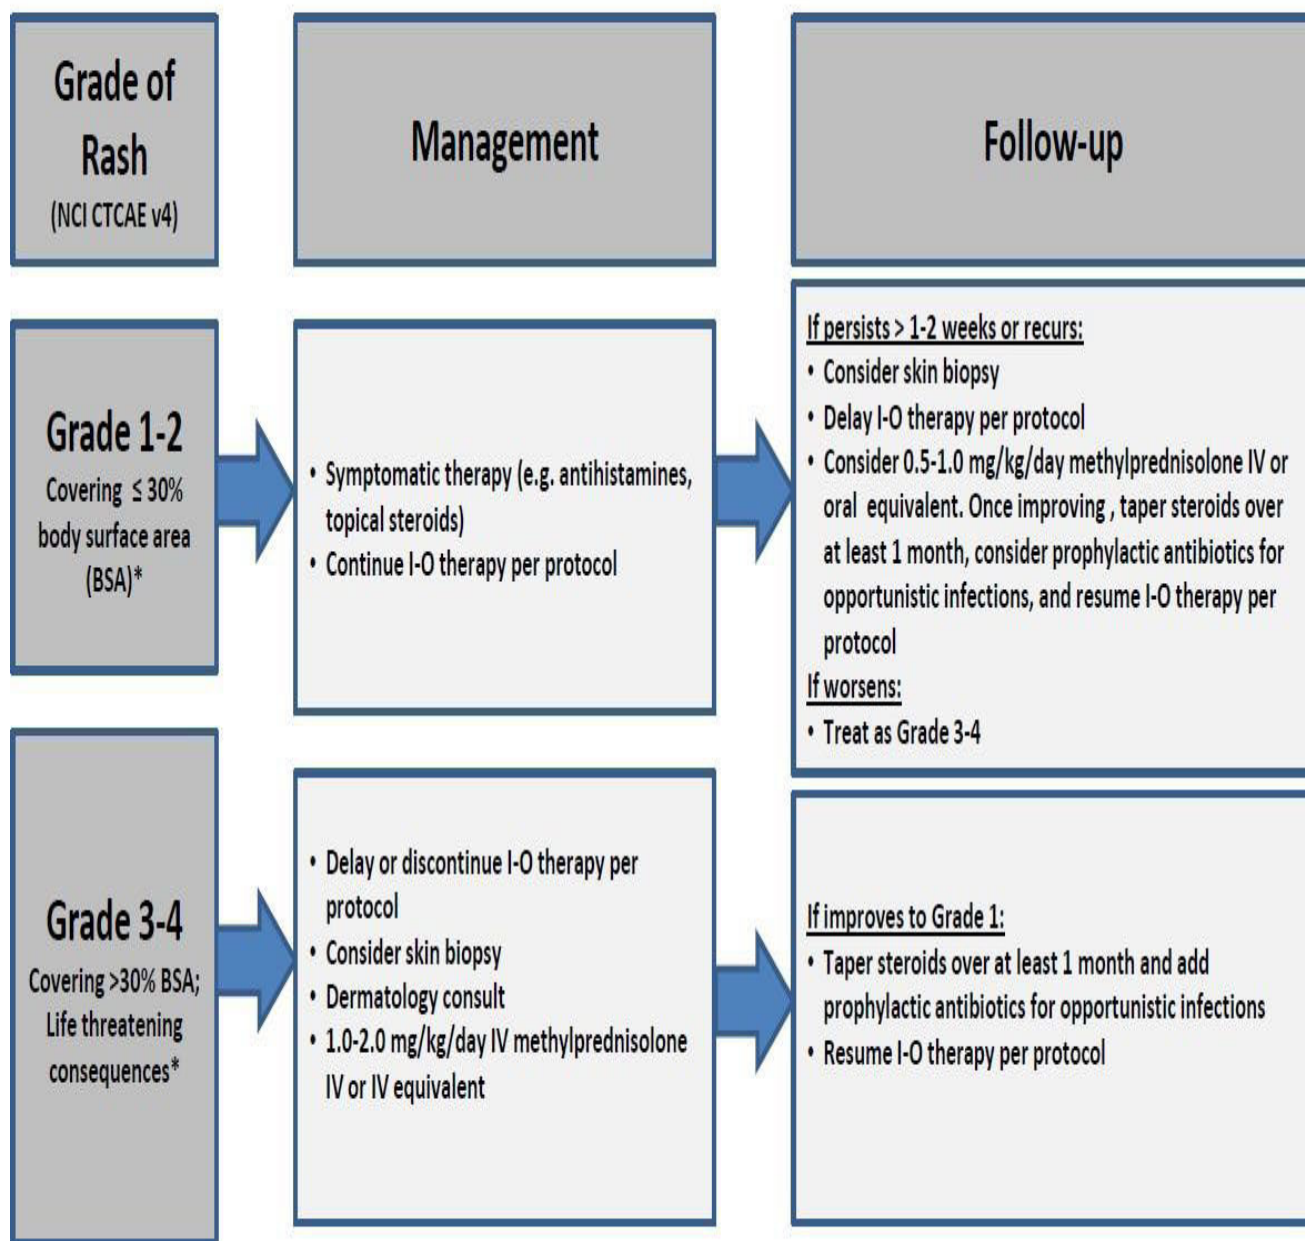 Grade of
Rash
(NCI CTCAE v4)
Management
Follow-up
Grade 1-2
Covering ≤ 30%
body surface area
(BSA)*
• Symptomatic therapy (e.g. antihistamines,
topical steroids)
• Continue I-O therapy per protocol
If persists > 1-2 weeks or recurs:
• Consider skin biopsy
• Delay I-O therapy per protocol
• Consider 0.5-1.0 mg/kg/day methylprednisolone IV or
oral equivalent. Once improving , taper steroids over
at least 1 month, consider prophylactic antibiotics for
opportunistic infections, and resume I-O therapy per
protocol
If worsens:
• Treat as Grade 3-4
Grade 3-4
Covering >30% BSA;
Life threatening
consequences*
• Delay or discontinue I-O therapy per
protocol
• Consider skin biopsy
• Dermatology consult
• 1.0-2.0 mg/kg/day IV methylprednisolone
IV or IV equivalent
If improves to Grade 1:
• Taper steroids over at least 1 month and add
prophylactic antibiotics for opportunistic infections
• Resume I-O therapy per protocol